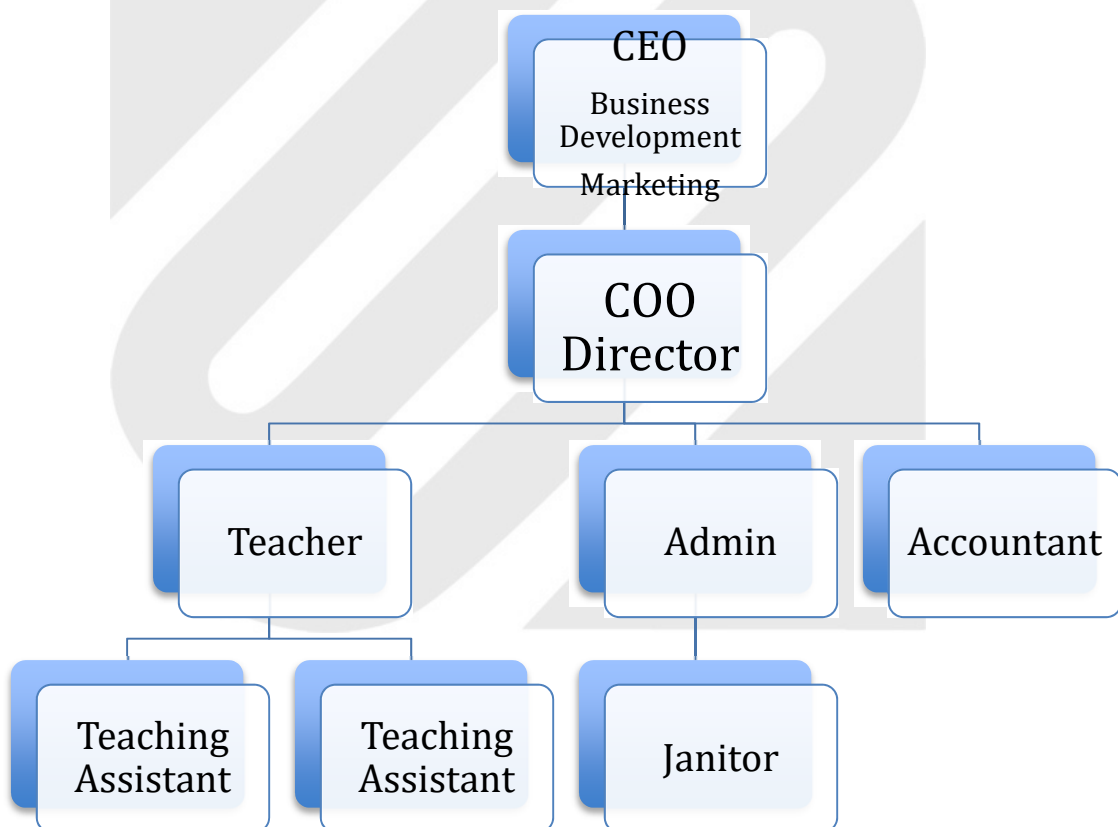 CEO
Business
Development
Marketing
COO
Director
Teacher
Admin
Accountant
Teaching
Assistant
Teaching
Assistant
Janitor